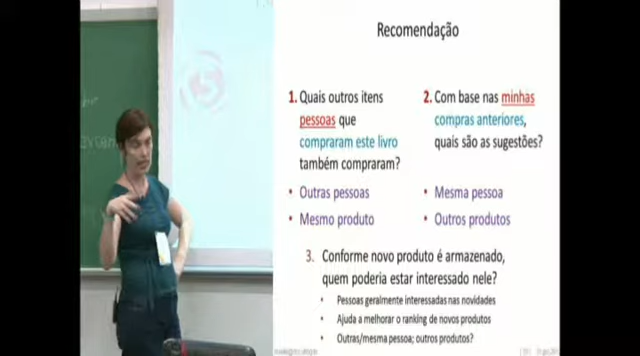 Recomendação
1. Quais outros itens
pessoas que
compraram este livro
também compraram?
• Outras pessoas
• Mesmo produto
2. Com base nas minhas
compras anteriores,
quais são as sugestões?
• Mesma pessoa
• Outros produtos
3. Conforme novo produto é armazenado,
quem poderia estar interessado nele?
• Pessoas geralmente interessadas nas novidades
• Ajuda a melhorar o ranking de novos produtos
• Outras/mesma pessoa; outros produtos?